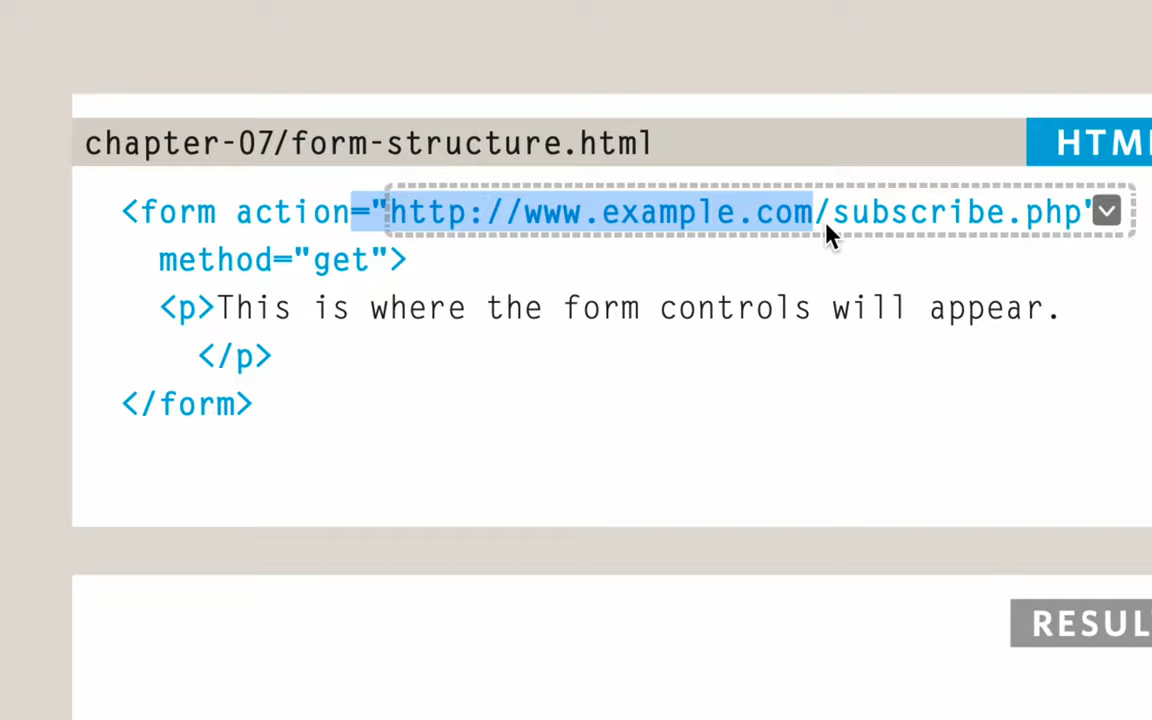 chapter-07/form-structure.html
HTM
<form action="http://www.example.com/subscribe.php"
method="get">
<p>This is where the form controls will appear.
</p>
</form>
RESUL